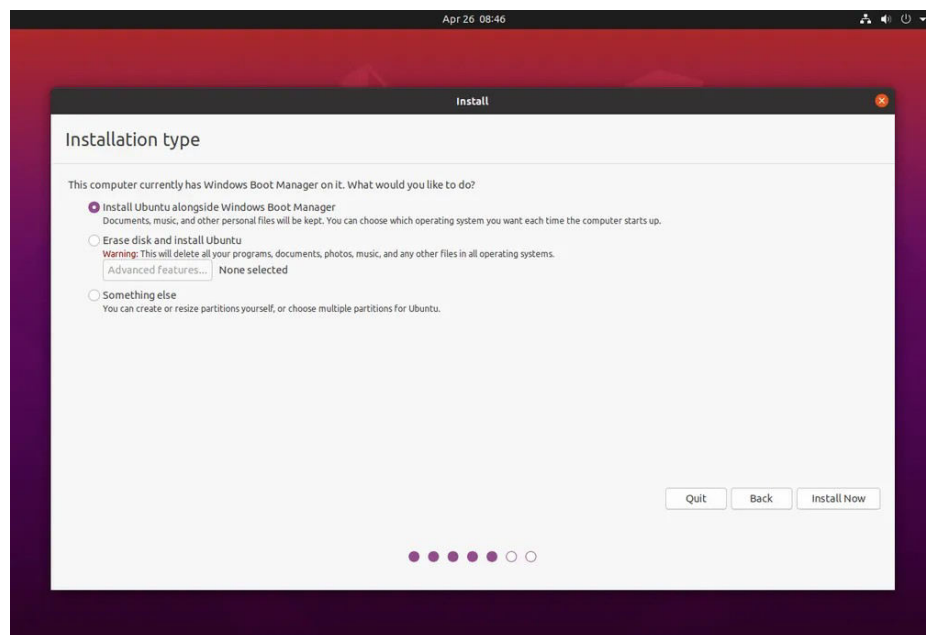 Apr 26 08:46
Install
Installation type
This computer currently has Windows Boot Manager on it. What would you like to do?
Install Ubuntu alongside Windows Boot Manager
Documents, music, and other personal files will be kept. You can choose which operating system you want each time the computer starts up.
Erase disk and install Ubuntu
Warning: This will delete all your programs, documents, photos, music, and any other files in all operating systems.
Advanced features... None selected
Something else
You can create or resize partitions yourself, or choose multiple partitions for Ubuntu.
Quit Back Install Now